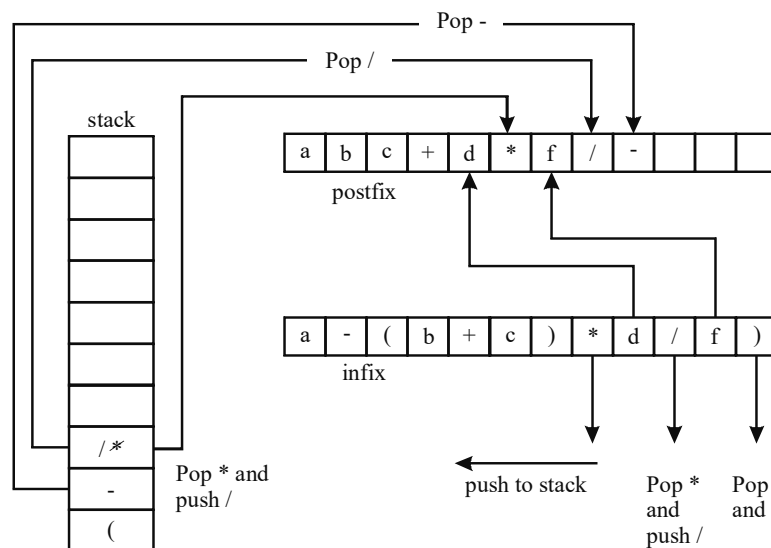 Pop -
Pop /
stack
a b c + d * f / -
postfix
a - ( b + c ) * d / f )
infix
/ *
-
(
Pop * and
push /
push to stack
Pop *
and
push /
Pop
and